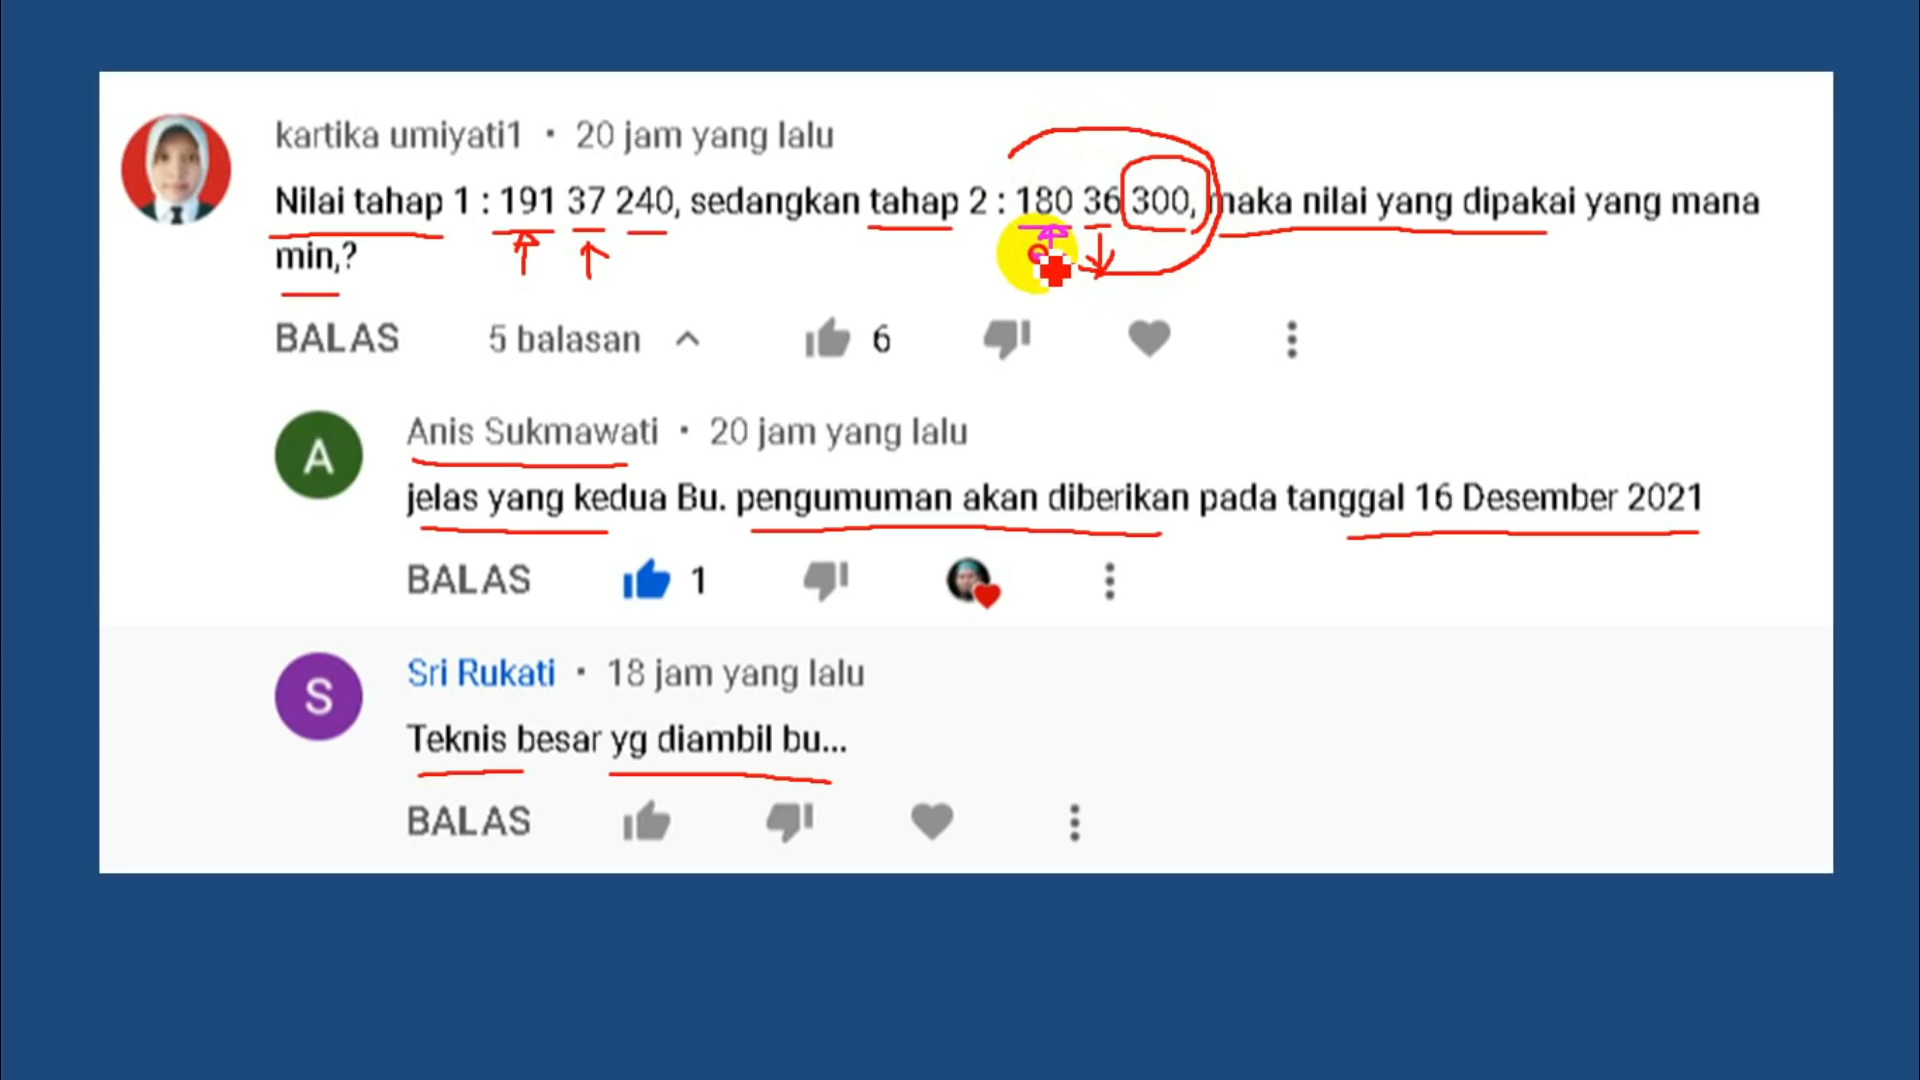 kartika umiyati1 • 20 jam yang lalu
Nilai tahap 1 : 191 37 240, sedangkan tahap 2 : 180 36 300, maka nilai yang dipakai yang mana
min,?
BALAS 5 balasan 6
A
Anis Sukmawati • 20 jam yang lalu
jelas yang kedua Bu. pengumuman akan diberikan pada tanggal 16 Desember 2021
BALAS 1
S
Sri Rukati • 18 jam yang lalu
Teknis besar yg diambil bu...
BALAS